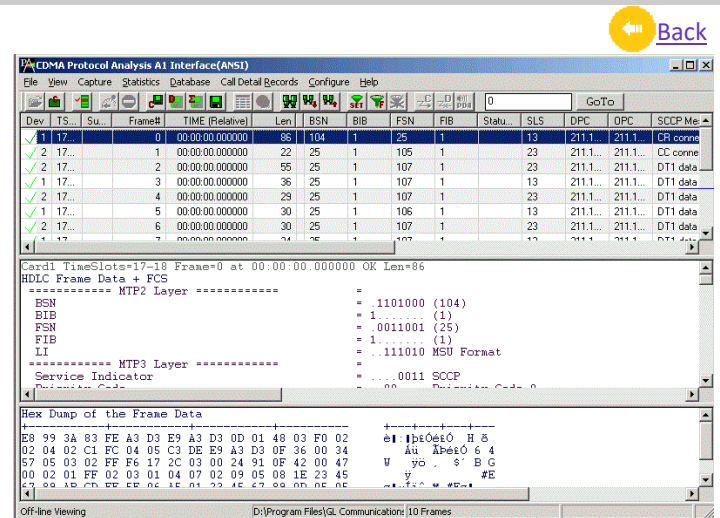 Back
CDMA Protocol Analysis A1 Interface(ANSI)
File View Capture Statistics Database Call Detail Records Configure Help
SET
0 GoTo
Dev TS... Su... Frame# TIME (Relative) Len BSN BIB FSN FIB Statu... SLS DPC OPC SCCP Me
1 17... 0 00:00:00.000000 86 104 1 25 1 13 211.1... 211.1... CR conne
2 17... 1 00:00:00.000000 22 25 1 105 1 23 211.1... 211.1... CC conne
2 17... 2 00:00:00.000000 55 25 1 107 1 23 211.1... 211.1... DT1 data
1 17... 3 00:00:00.000000 36 25 1 107 1 13 211.1... 211.1... DT1 data
2 17... 4 00:00:00.000000 29 25 1 107 1 23 211.1... 211.1... DT1 data
1 17... 5 00:00:00.000000 30 25 1 106 1 13 211.1... 211.1... DT1 data
2 17... 6 00:00:00.000000 30 25 1 107 1 23 211.1... 211.1... DT1 data
Card1 TimeSlots=17-18 Frame=0 at 00:00:00.000000 OK Len=86
HDLC Frame Data + FCS
============ MTP2 Layer ============ =
BSN = .1101000 (104)
BIB = 1....... (1)
FSN = .0011001 (25)
FIB = 1....... (1)
LI = ..111010 MSU Format
============ MTP3 Layer ============ =
Service Indicator = ....0011 SCCP
Hex Dump of the Frame Data
E8 99 3A 83 FE A3 D3 E9 A3 D3 0D 01 48 03 F0 02
02 04 02 C1 FC 04 05 C3 DE E9 A3 D3 0F 36 00 34
57 05 03 02 FF F6 17 2C 03 00 24 91 0F 42 00 47
00 02 01 FF 02 03 01 04 07 02 09 05 08 1E 23 45
Off-line Viewing D:\Program Files\GL Communications 10 Frames